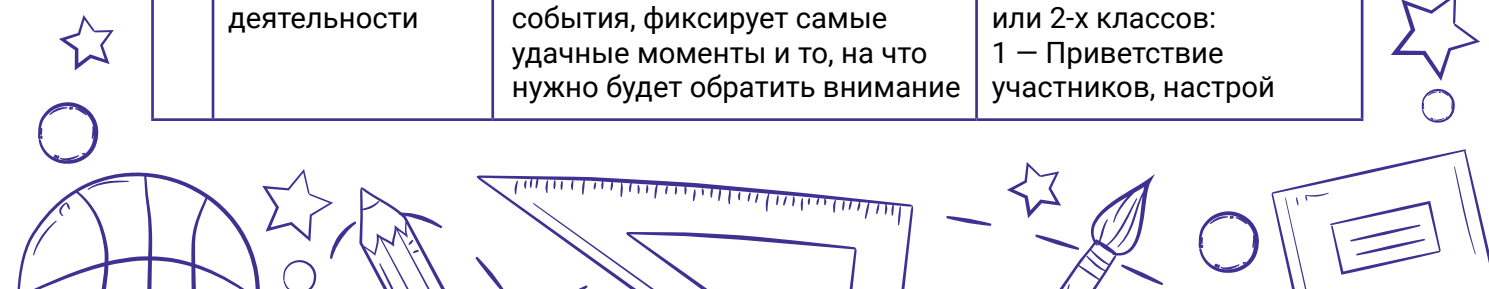 деятельности
события, фиксирует самые
удачные моменты и то, на что
нужно будет обратить внимание
или 2-х классов:
1 — Приветствие
участников, настрой